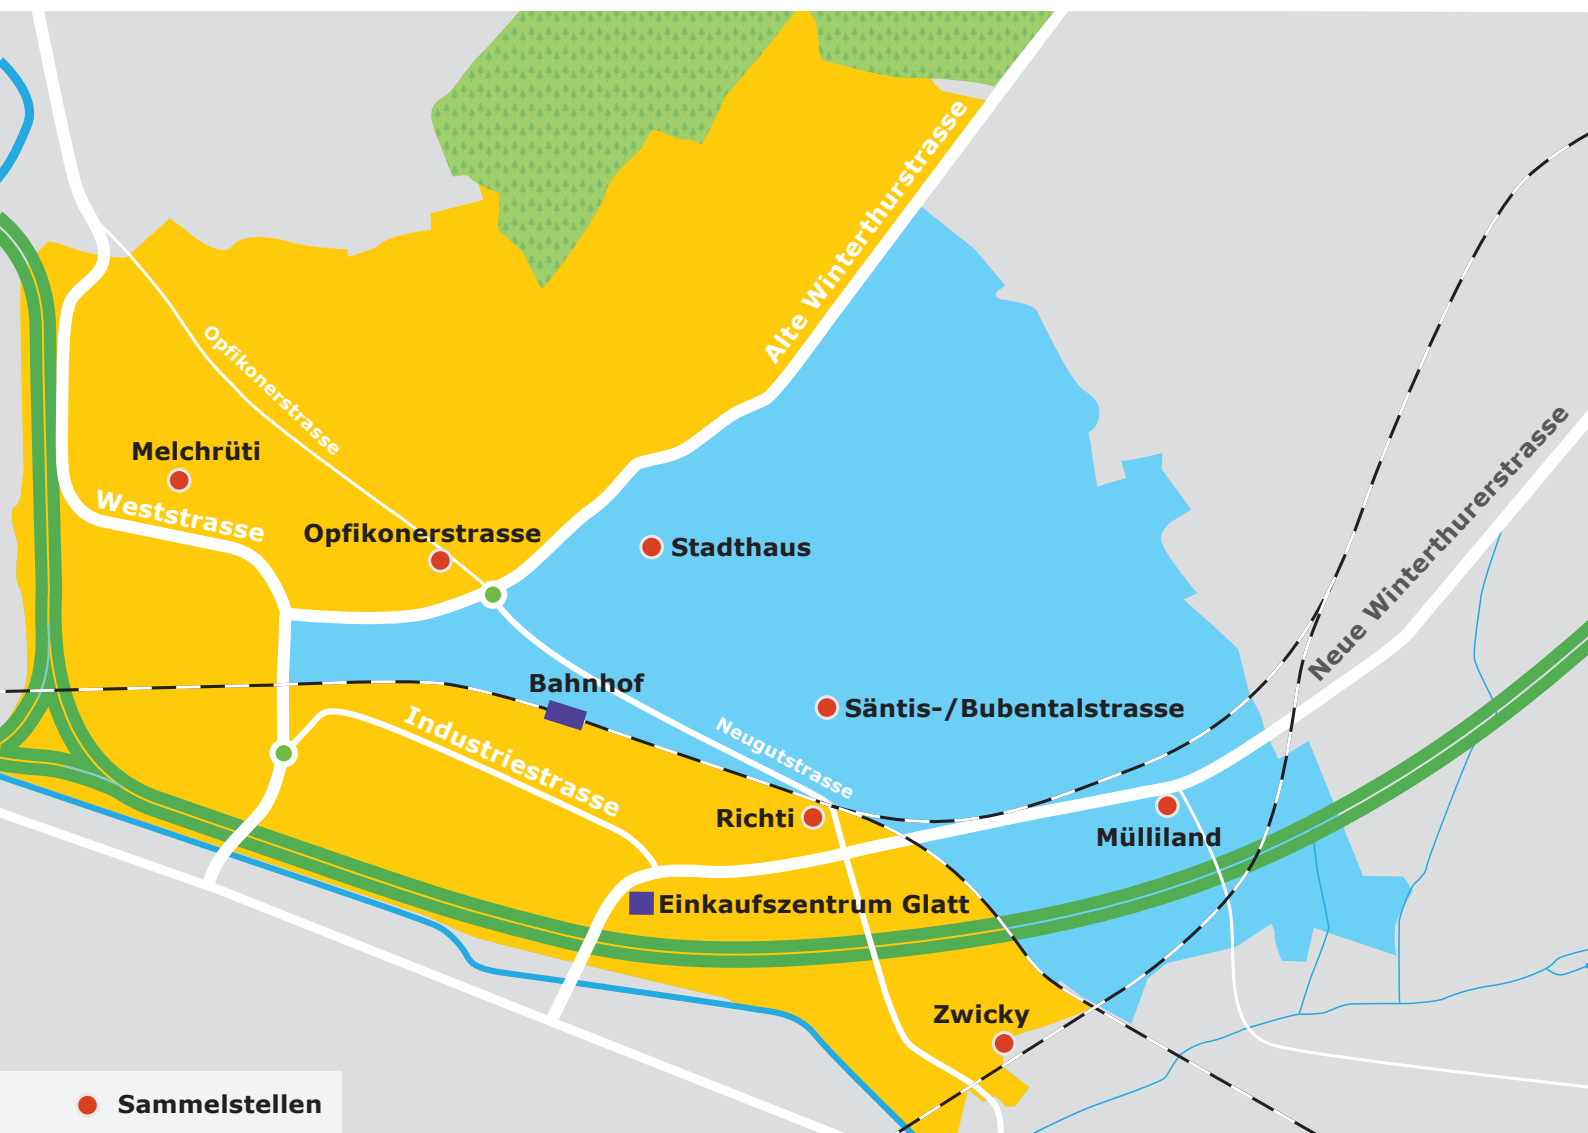 Alte Winterthurstrasse
Opfikonerstrasse
Melchrüti
Weststrasse
Opfikonerstrasse
Stadthaus
Neue Winterthurerstrasse
Bahnhof
Säntis-/Bubentalstrasse
Industriestrasse
Neugutstrasse
Richti
Mülliland
Einkaufszentrum Glatt
Zwicky
Sammelstellen